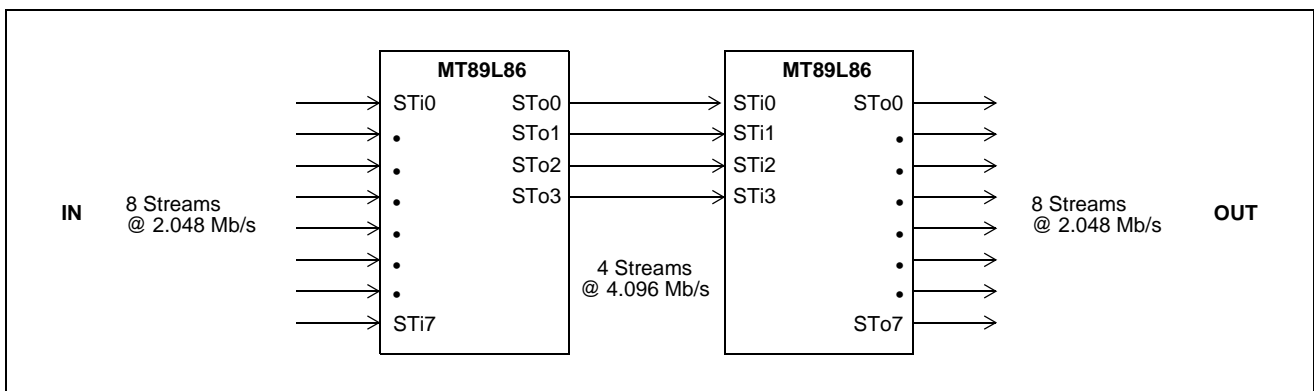 MT89L86
MT89L86
STi0
STo0
STi0
STo0
STo1
STi1
STo2
STi2
STo3
STi3
IN
8 Streams
@ 2.048 Mb/s
8 Streams
@ 2.048 Mb/s
OUT
4 Streams
@ 4.096 Mb/s
STi7
STo7